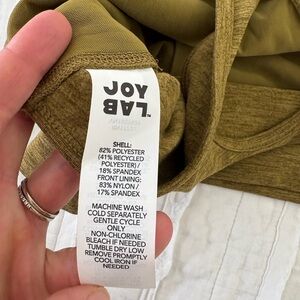 JOY
LAB
™
SHELL:
82% POLYESTER
(41% RECYCLED
POLYESTER) /
18% SPANDEX
FRONT LINING:
83% NYLON /
17% SPANDEX
MACHINE WASH
COLD SEPARATELY
GENTLE CYCLE
ONLY
NON-CHLORINE
BLEACH IF NEEDED
TUMBLE DRY LOW
REMOVE PROMPTLY
COOL IRON IF
NEEDED